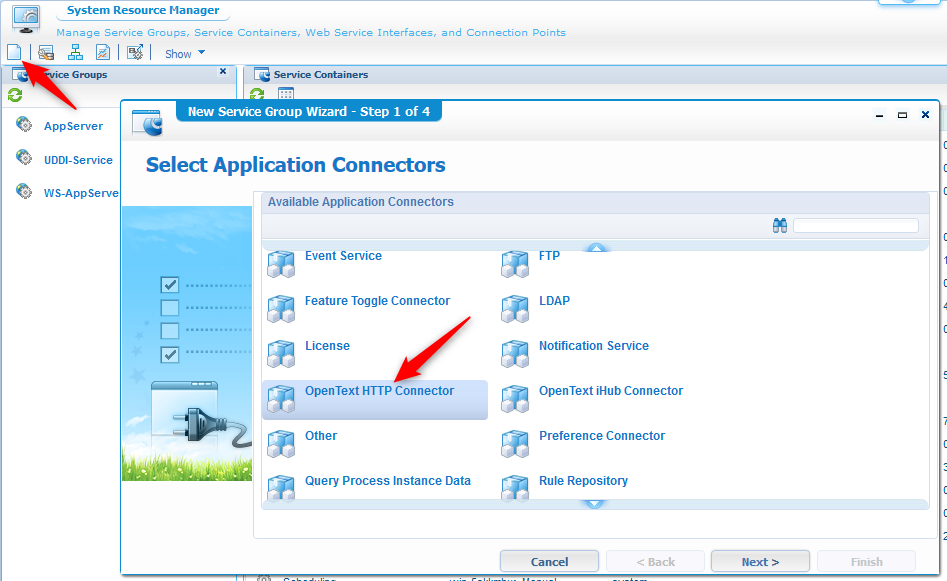 System Resource Manager
Manage Service Groups, Service Containers, Web Service Interfaces, and Connection Points
Show
Service Groups
Service Containers
AppServer
UDDI-Service
WS-AppServe
New Service Group Wizard - Step 1 of 4
Select Application Connectors
Available Application Connectors
Event Service
FTP
Feature Toggle Connector
LDAP
License
Notification Service
OpenText HTTP Connector
OpenText iHub Connector
Other
Preference Connector
Query Process Instance Data
Rule Repository
Cancel
< Back
Next >
Finish